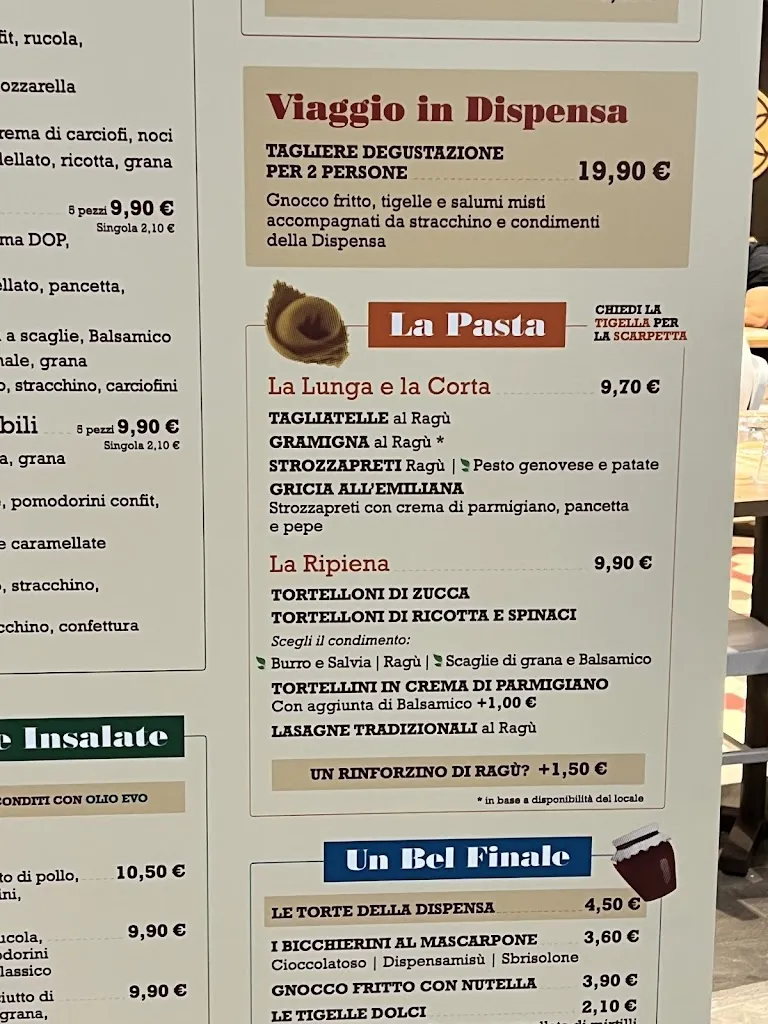 fit, rucola,
ozzarella
rema di carciofi, noci
ellato, ricotta, grana
5 pezzi 9,90 €
Singola 2,10 €
ma DOP,
ellato, pancetta,
a scaglie, Balsamico
nale, grana
o, stracchino, carciofini
bili 5 pezzi 9,90 €
Singola 2,10 €
a, grana
, pomodorini confit,
e caramellate
o, stracchino,
cchino, confettura
e Insalate
CONDITI CON OLIO EVO
to di pollo, 10,50 €
ini,
ucola, 9,90 €
odorini
lassico
ciutto di 9,90 €
grana,
Viaggio in Dispensa
TAGLIERE DEGUSTAZIONE
PER 2 PERSONE 19,90 €
Gnocco fritto, tigelle e salumi misti
accompagnati da stracchino e condimenti
della Dispensa
La Pasta
CHIEDI LA
TIGELLA PER
LA SCARPETTA
La Lunga e la Corta 9,70 €
TAGLIATELLE al Ragù
GRAMIGNA al Ragù *
STROZZAPRETI Ragù | Pesto genovese e patate
GRICIA ALL'EMILIANA
Strozzapreti con crema di parmigiano, pancetta
e pepe
La Ripiena 9,90 €
TORTELLONI DI ZUCCA
TORTELLONI DI RICOTTA E SPINACI
Scegli il condimento:
Burro e Salvia | Ragù | Scaglie di grana e Balsamico
TORTELLINI IN CREMA DI PARMIGIANO
Con aggiunta di Balsamico +1,00 €
LASAGNE TRADIZIONALI al Ragù
UN RINFORZINO DI RAGÙ? +1,50 €
* in base a disponibilità del locale
Un Bel Finale
LE TORTE DELLA DISPENSA 4,50 €
I BICCHIERINI AL MASCARPONE 3,60 €
Cioccolatoso | Dispensamisù | Sbrisolone
GNOCCO FRITTO CON NUTELLA 3,90 €
LE TIGELLE DOLCI 2,10 €